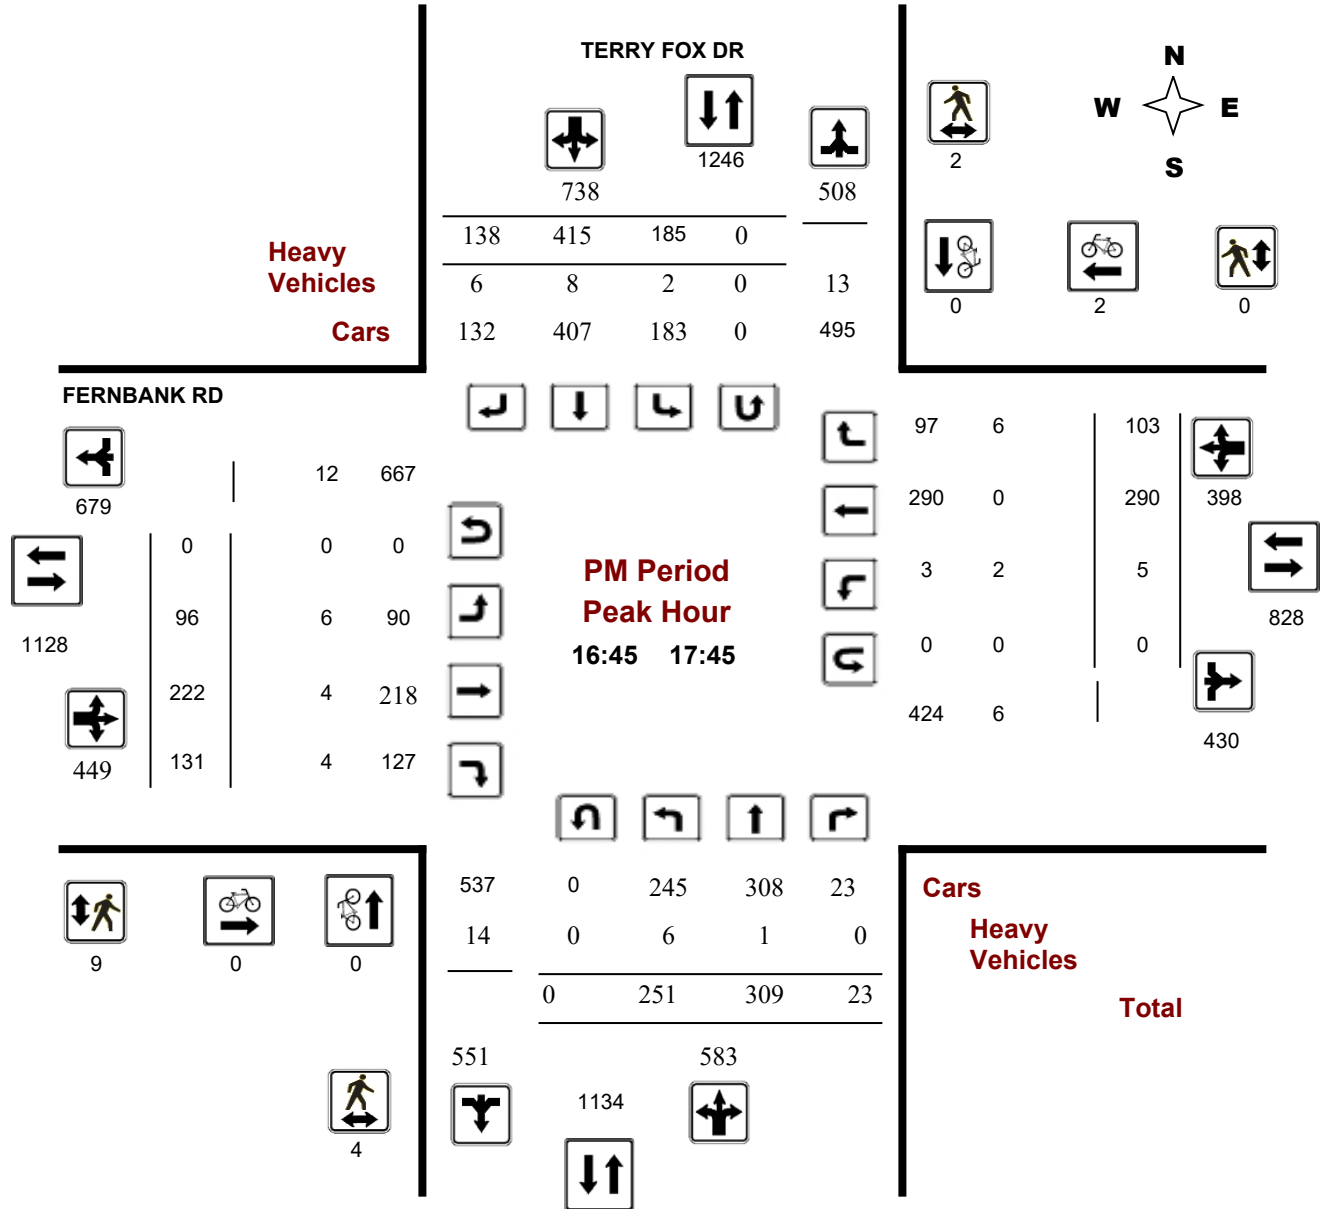 TERRY FOX DR
N
W E
S
1246
2
738
508
138 415 185 0
Heavy
Vehicles
6 8 2 0 13
Cars
132 407 183 0 495
0 2 0
FERNBANK RD
679
12 667
0 0 0
96 6 90
1128
222 4 218
449
131 4 127
PM Period
Peak Hour
16:45 17:45
97 6 103
290 0 290 398
3 2 5
828
0 0 0
424 6
430
9 0 0
537 0 245 308 23
14 0 6 1 0
0 251 309 23
Cars
Heavy
Vehicles
Total
551 583
1134
4